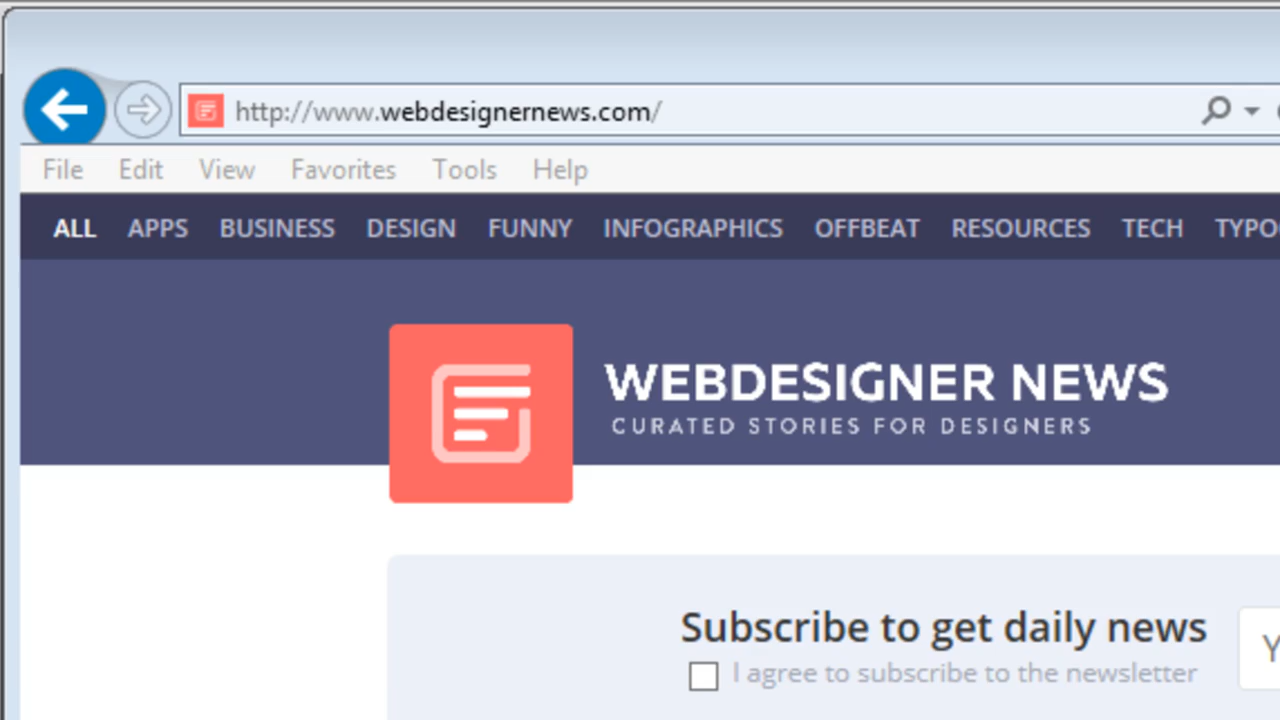 http://www.webdesignernews.com/
File Edit View Favorites Tools Help
ALL APPS BUSINESS DESIGN FUNNY INFOGRAPHICS OFFBEAT RESOURCES TECH TYPO
WEBDESIGNER NEWS
CURATED STORIES FOR DESIGNERS
Subscribe to get daily news
Y
I agree to subscribe to the newsletter